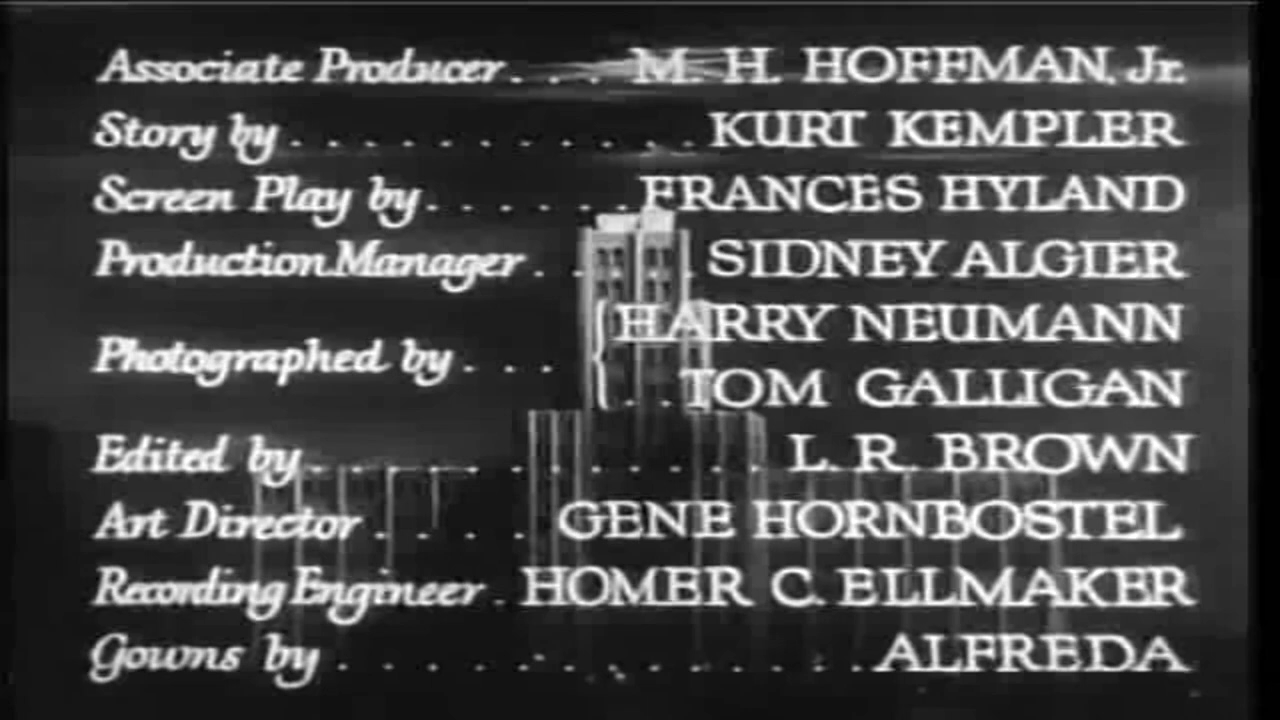 Associate Producer. . . . M. H. HOFFMAN, Jr.
Story by . . . . . . . . . . . KURT KEMPLER
Screen Play by. . . . . . FRANCES HYLAND
Production Manager . . . SIDNEY ALGIER
Photographed by . . . { HARRY NEUMANN
. . TOM GALLIGAN
Edited by. . . . . . . . . . . L. R. BROWN
Art Director . . . . GENE HORNBOSTEL
Recording Engineer . HOMER C. ELLMAKER
Gowns by . . . . . . . . . . . . . ALFREDA